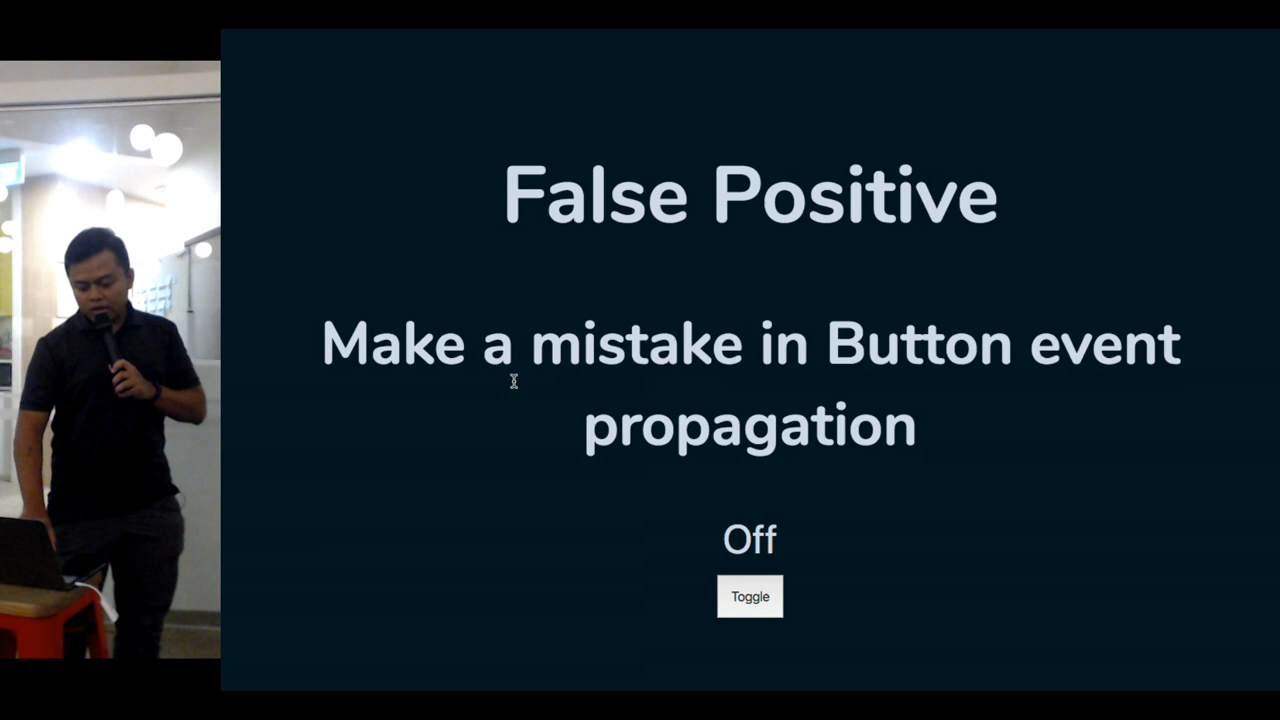 False Positive
Make a mistake in Button event
propagation
Off
Toggle